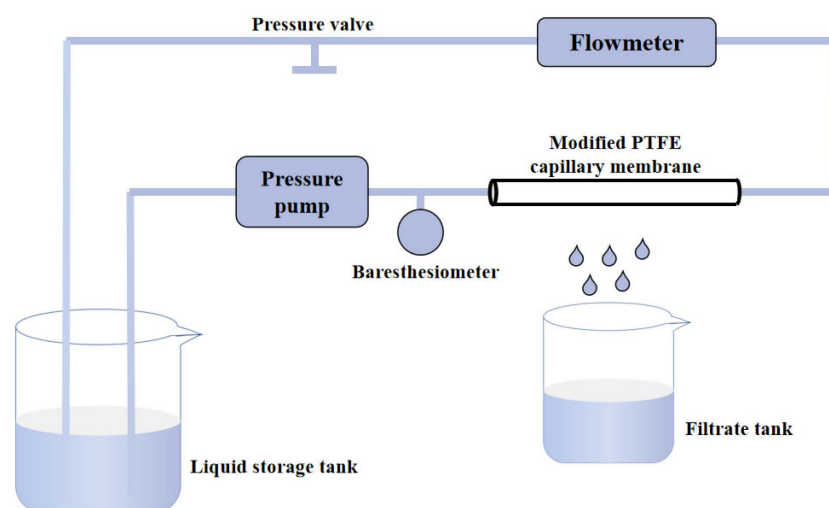 Pressure valve
Flowmeter
Modified PTFE
capillary membrane
Pressure
pump
Baresthesiometer
Filtrate tank
Liquid storage tank